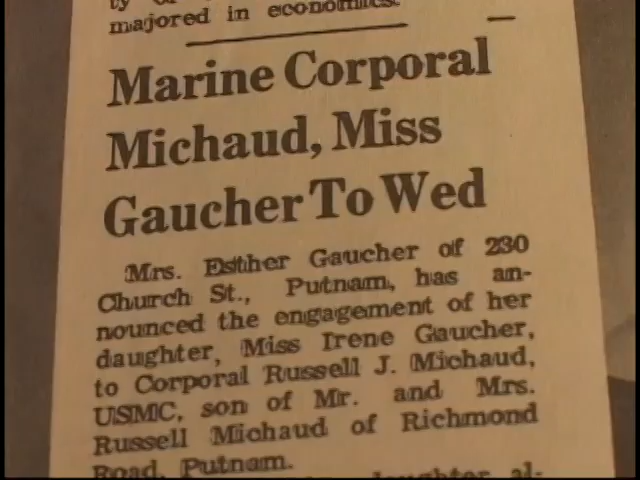 majored in economics.
Marine Corporal
Michaud, Miss
Gaucher To Wed
Mrs. Esther Gaucher of 230
Church St., Putnam, has an-
nounced the engagement of her
daughter, Miss Irene Gaucher,
to Corporal Russell J. Michaud,
USMC, son of Mr. and Mrs.
Russell Michaud of Richmond
Road, Putnam.
daughter al-